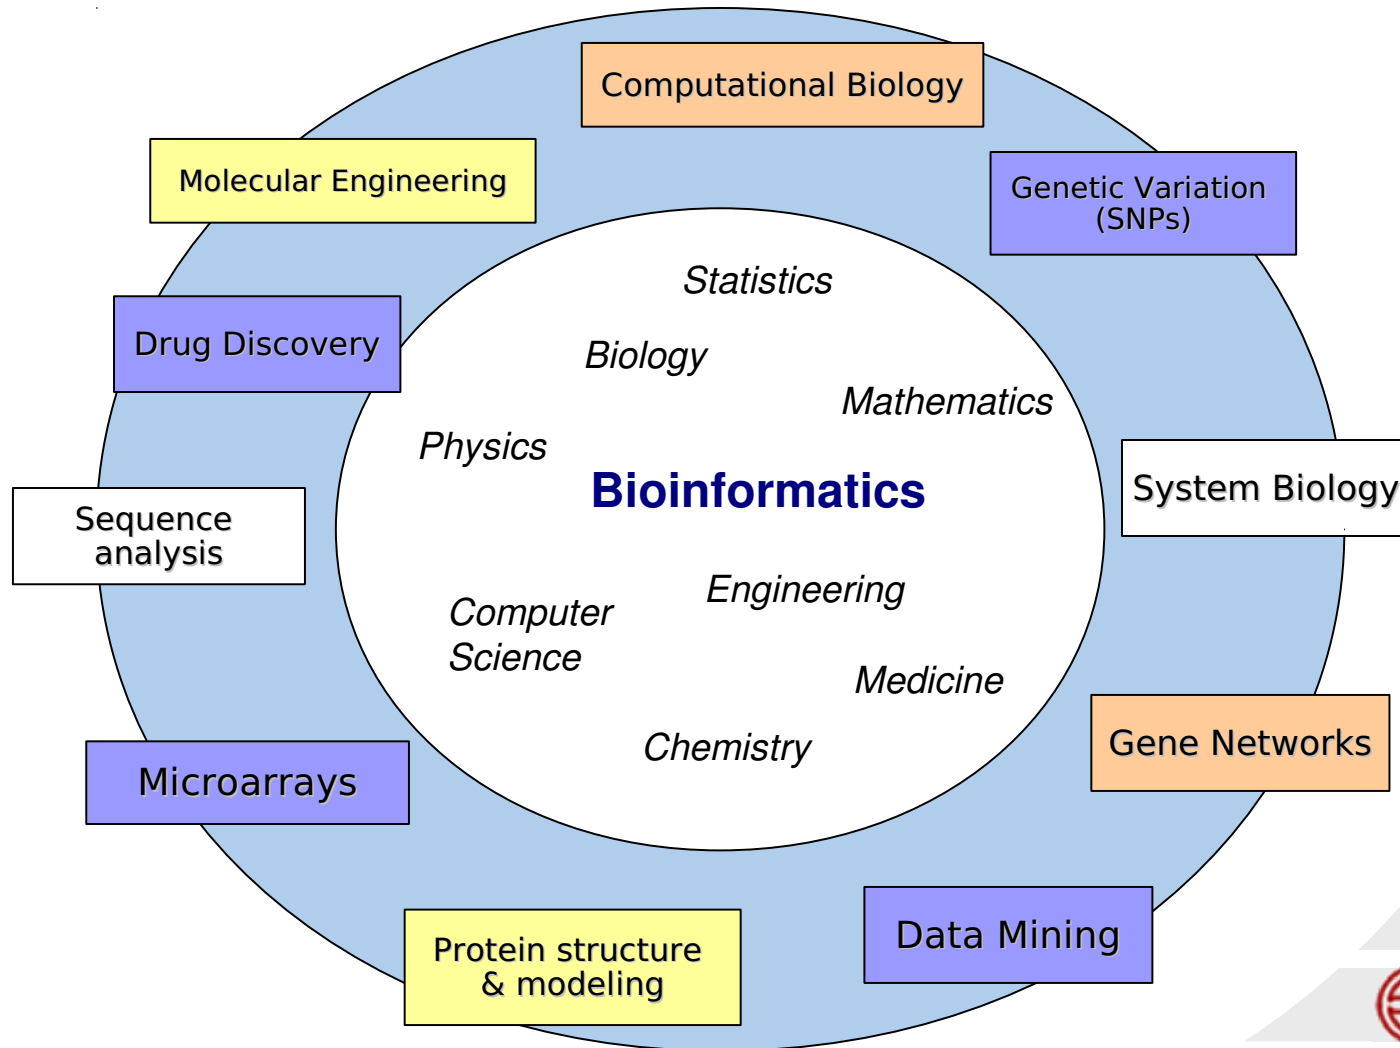 Computational Biology
Molecular Engineering
Genetic Variation
(SNPs)
Statistics
Drug Discovery
Biology
Mathematics
Physics
Bioinformatics
System Biology
Sequence
analysis
Engineering
Computer
Science
Medicine
Gene Networks
Chemistry
Microarrays
Data Mining
Protein structure
& modeling